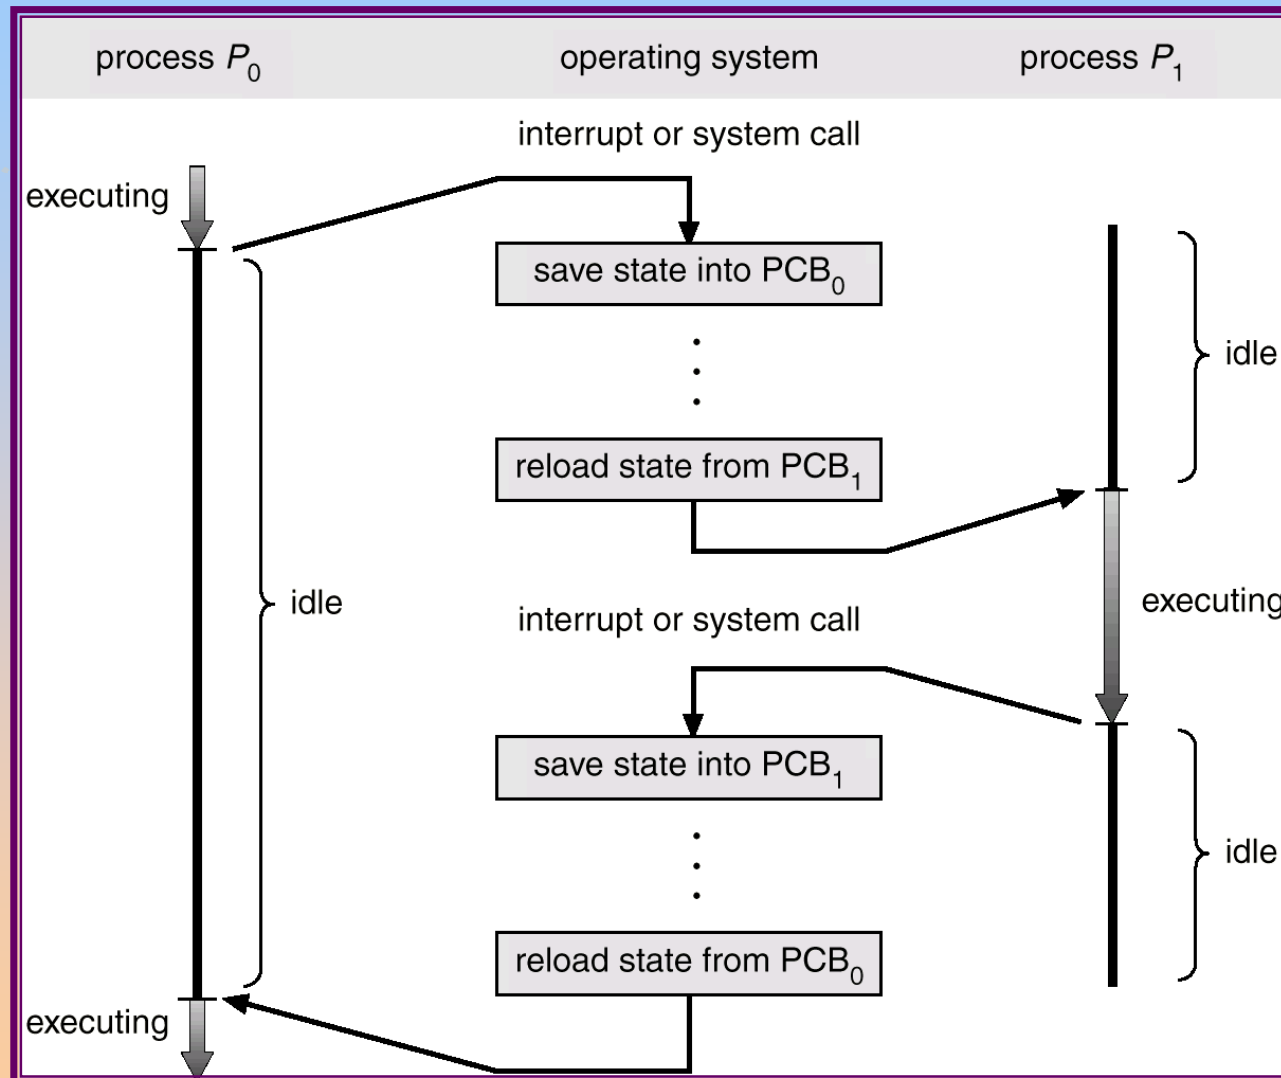 process P0 operating system process P1
interrupt or system call
executing
save state into PCB0
idle
reload state from PCB1
idle
executing
interrupt or system call
save state into PCB1
idle
reload state from PCB0
executing